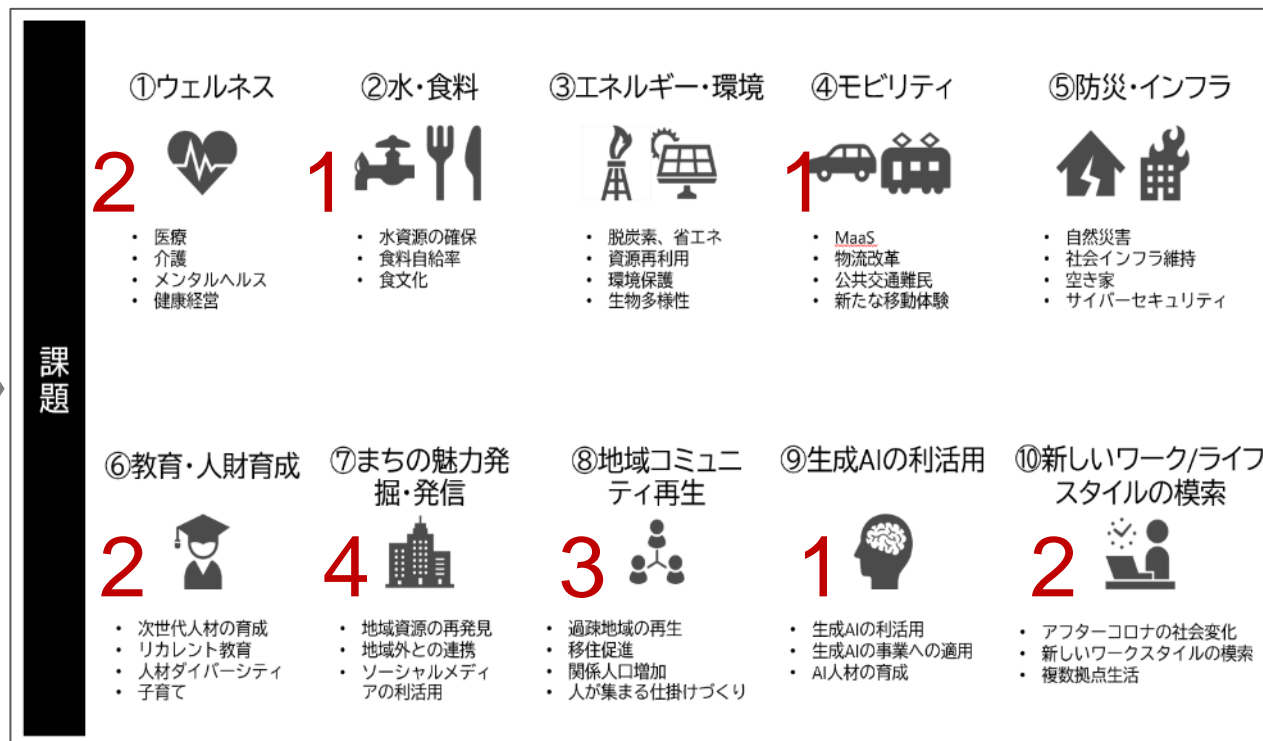 課題
①ウェルネス
2
• 医療
• 介護
• メンタルヘルス
• 健康経営
②水・食料
1
• 水資源の確保
• 食料自給率
• 食文化
③エネルギー・環境
• 脱炭素、省エネ
• 資源再利用
• 環境保護
• 生物多様性
④モビリティ
1
• MaaS
• 物流改革
• 公共交通難民
• 新たな移動体験
⑤防災・インフラ
• 自然災害
• 社会インフラ維持
• 空き家
• サイバーセキュリティ
⑥教育・人財育成
2
• 次世代人材の育成
• リカレント教育
• 人材ダイバーシティ
• 子育て
⑦まちの魅力発
掘・発信
4
• 地域資源の再発見
• 地域外との連携
• ソーシャルメディ
アの利活用
⑧地域コミュニ
ティ再生
3
• 過疎地域の再生
• 移住促進
• 関係人口増加
• 人が集まる仕掛けづくり
⑨生成AIの利活用
1
• 生成AIの利活用
• 生成AIの事業への適用
• AI人材の育成
⑩新しいワーク/ライフ
スタイルの模索
2
• アフターコロナの社会変化
• 新しいワークスタイルの模索
• 複数拠点生活